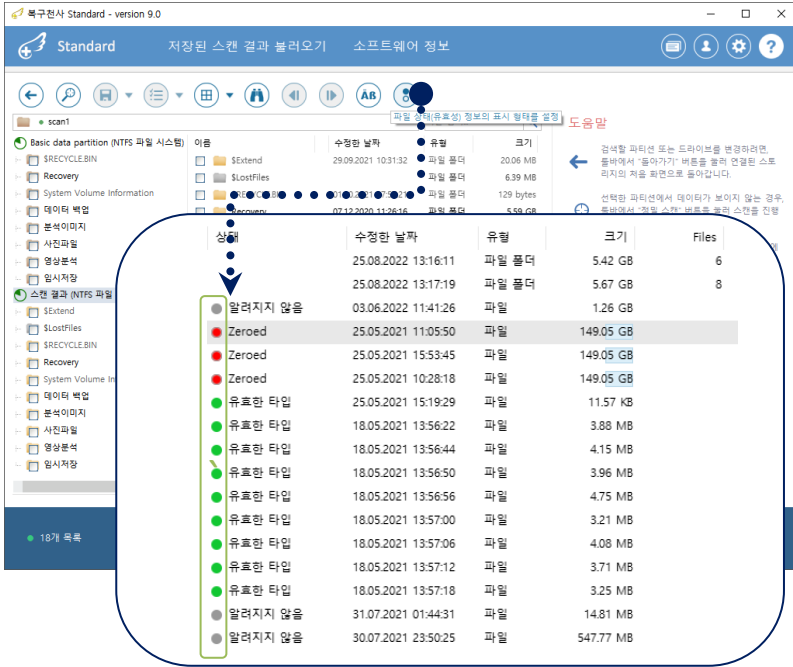 복구전사 Standard - version 9.0
Standard 저장된 스캔 결과 불러오기 소프트웨어 정보
ÄB
파일 상태(유효성) 정보의 표시 형태를 설정
scan1
도움말
Basic data partition (NTFS 파일 시스템)
$RECYCLE.BIN
Recovery
System Volume Information
데이터 백업
분석이미지
사진파일
영상분석
임시저장
스캔 결과 (NTFS 파일
$Extend
$LostFiles
$RECYCLE.BIN
Recovery
System Volume In
데이터 백업
분석이미지
사진파일
영상분석
임시저장
18개 목록
이름 수정한 날짜 유형 크기
$Extend 29.09.2021 10:31:32 파일 폴더 20.06 MB
$LostFiles 파일 폴더 6.39 MB
파일 폴더 129 bytes
Recovery 07.12.2020 11:26:16 파일 폴더 5.59 GB
검색할 파티션 또는 드라이브를 변경하려면,
툴바에서 "돌아가기" 버튼을 눌러 연결된 스토
리지의 처음 화면으로 돌아갑니다.
선택한 파티션에서 데이터가 보이지 않는 경우,
툴바에서 "정밀 스캔" 버튼을 눌러 스캔을 진행
상태 수정한 날짜 유형 크기 Files
25.08.2022 13:16:11 파일 폴더 5.42 GB 6
25.08.2022 13:17:19 파일 폴더 5.67 GB 8
알려지지 않음 03.06.2022 11:41:26 파일 1.26 GB
Zeroed 25.05.2021 11:05:50 파일 149.05 GB
Zeroed 25.05.2021 15:53:45 파일 149.05 GB
Zeroed 25.05.2021 10:28:18 파일 149.05 GB
유효한 타입 25.05.2021 15:19:29 파일 11.57 KB
유효한 타입 18.05.2021 13:56:22 파일 3.88 MB
유효한 타입 18.05.2021 13:56:44 파일 4.15 MB
유효한 타입 18.05.2021 13:56:50 파일 3.96 MB
유효한 타입 18.05.2021 13:56:56 파일 4.75 MB
유효한 타입 18.05.2021 13:57:00 파일 3.21 MB
유효한 타입 18.05.2021 13:57:06 파일 4.08 MB
유효한 타입 18.05.2021 13:57:12 파일 3.71 MB
유효한 타입 18.05.2021 13:57:18 파일 3.25 MB
알려지지 않음 31.07.2021 01:44:31 파일 14.81 MB
알려지지 않음 30.07.2021 23:50:25 파일 547.77 MB